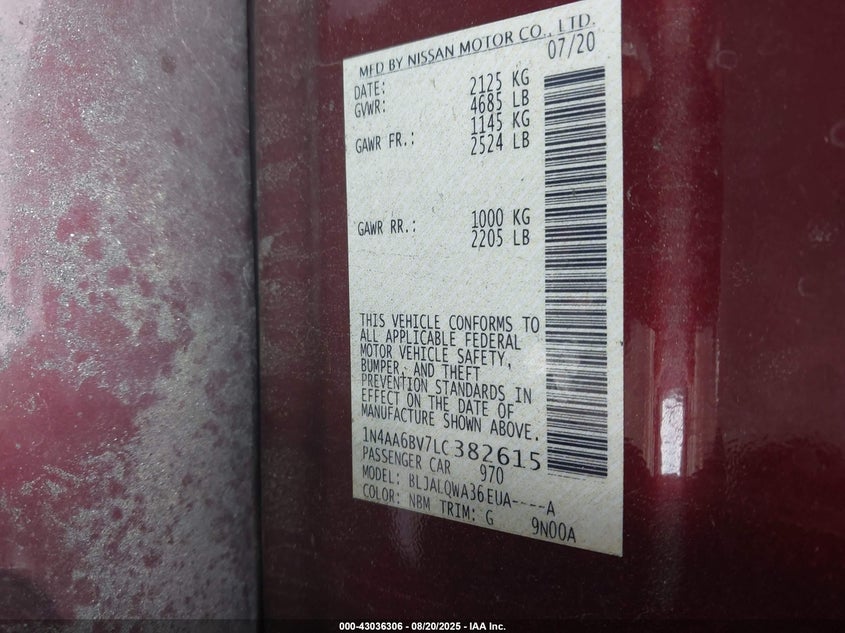 MFD BY NISSAN MOTOR CO., LTD.
DATE: 07/20
GVWR: 2125 KG
4685 LB
GAWR FR.: 1145 KG
2524 LB
GAWR RR.: 1000 KG
2205 LB
THIS VEHICLE CONFORMS TO
ALL APPLICABLE FEDERAL
MOTOR VEHICLE SAFETY,
BUMPER, AND THEFT
PREVENTION STANDARDS IN
EFFECT ON THE DATE OF
MANUFACTURE SHOWN ABOVE.
1N4AA6BV7LC382615
PASSENGER CAR 970
MODEL: BLJALQWA36EUA----A
COLOR: NBM TRIM: G 9N00A
000-43036306 - 08/20/2025 - IAA Inc.